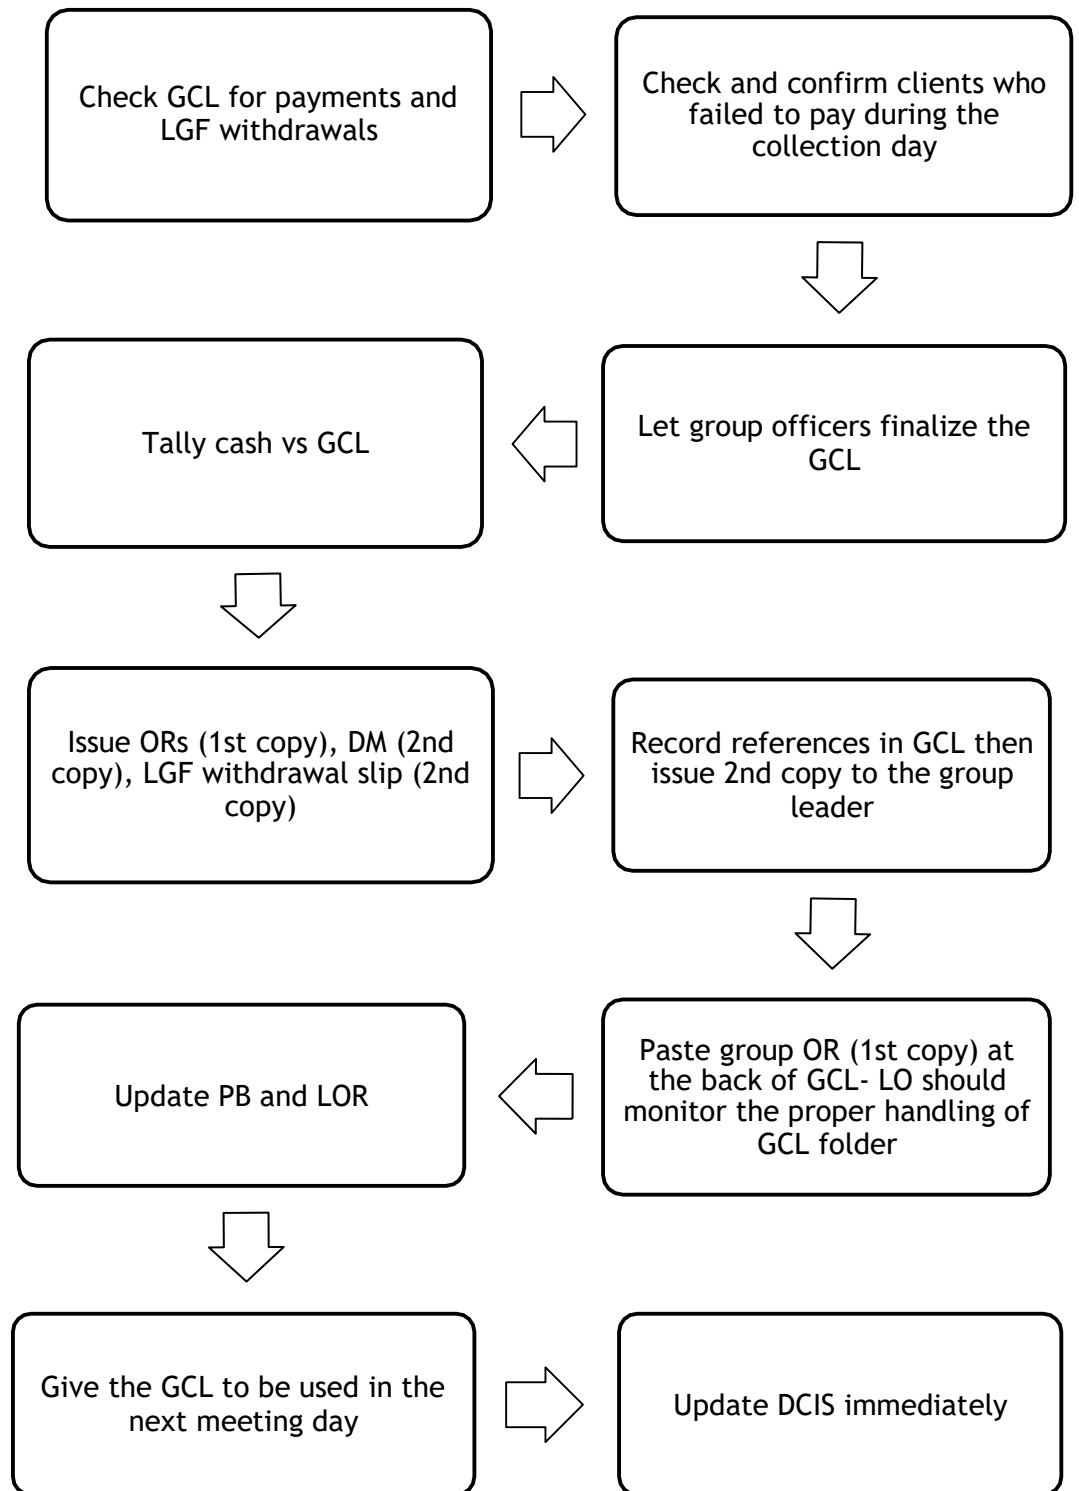 Check GCL for payments and
LGF withdrawals
Check and confirm clients who
failed to pay during the
collection day
Let group officers finalize the
GCL
Tally cash vs GCL
Issue ORs (1st copy), DM (2nd
copy), LGF withdrawal slip (2nd
copy)
Record references in GCL then
issue 2nd copy to the group
leader
Paste group OR (1st copy) at
the back of GCL- LO should
monitor the proper handling of
GCL folder
Update PB and LOR
Give the GCL to be used in the
next meeting day
Update DCIS immediately